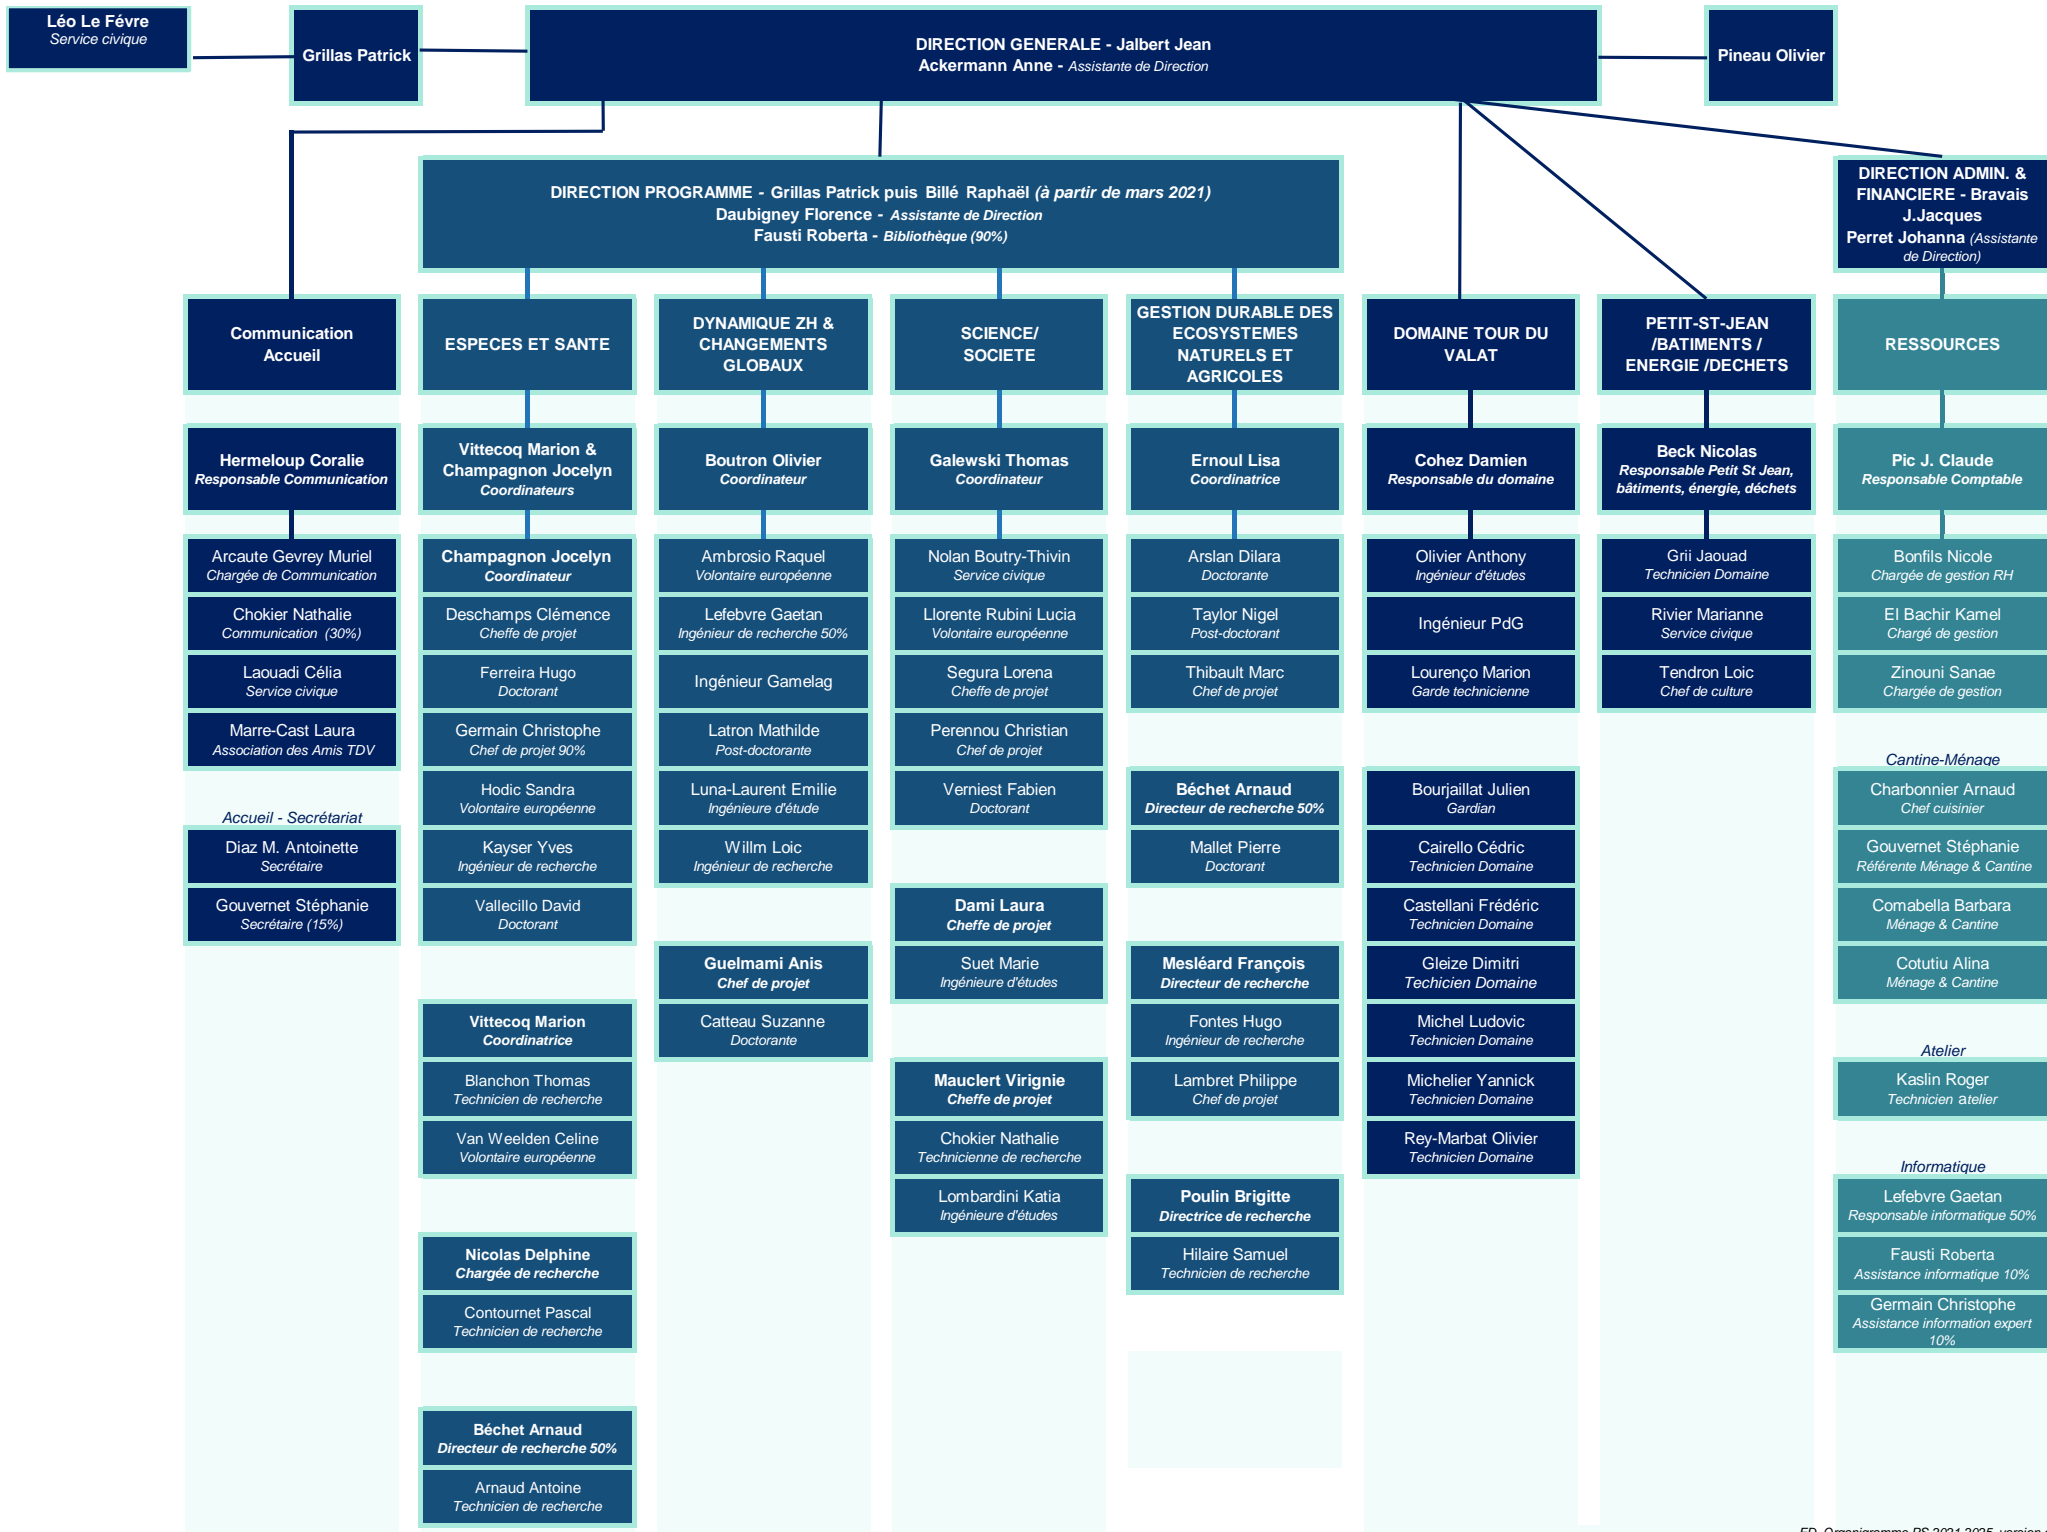 Léo Le Févre
Service civique
Grillas Patrick
DIRECTION GENERALE - Jalbert Jean
Ackermann Anne - Assistante de Direction
Pineau Olivier
DIRECTION PROGRAMME - Grillas Patrick puis Billé Raphaël (à partir de mars 2021)
Daubigney Florence - Assistante de Direction
Fausti Roberta - Bibliothèque (90%)
DIRECTION ADMIN. &
FINANCIERE - Bravais
J.Jacques
Perret Johanna (Assistante
de Direction)
Communication
Accueil
Hermeloup Coralie
Responsable Communication
Arcaute Gevrey Muriel
Chargée de Communication
Chokier Nathalie
Communication (30%)
Laouadi Célia
Service civique
Marre-Cast Laura
Association des Amis TDV
Accueil - Secrétariat
Diaz M. Antoinette
Secrétaire
Gouvernet Stéphanie
Secrétaire (15%)
ESPECES ET SANTE
Vittecoq Marion &
Champagnon Jocelyn
Coordinateurs
Champagnon Jocelyn
Coordinateur
Deschamps Clémence
Cheffe de projet
Ferreira Hugo
Doctorant
Germain Christophe
Chef de projet 90%
Hodic Sandra
Volontaire européenne
Kayser Yves
Ingénieur de recherche
Vallecillo David
Doctorant
Vittecoq Marion
Coordinatrice
Blanchon Thomas
Technicien de recherche
Van Weelden Celine
Volontaire européenne
Nicolas Delphine
Chargée de recherche
Contournet Pascal
Technicien de recherche
Béchet Arnaud
Directeur de recherche 50%
Arnaud Antoine
Technicien de recherche
DYNAMIQUE ZH &
CHANGEMENTS
GLOBAUX
Boutron Olivier
Coordinateur
Ambrosio Raquel
Volontaire européenne
Lefebvre Gaetan
Ingénieur de recherche 50%
Ingénieur Gamelag
Latron Mathilde
Post-doctorante
Luna-Laurent Emilie
Ingénieure d'étude
Willm Loic
Ingénieur de recherche
Guelmami Anis
Chef de projet
Catteau Suzanne
Doctorante
SCIENCE/
SOCIETE
Galewski Thomas
Coordinateur
Nolan Boutry-Thivin
Service civique
Llorente Rubini Lucia
Volontaire européenne
Segura Lorena
Cheffe de projet
Perennou Christian
Chef de projet
Verniest Fabien
Doctorant
Dami Laura
Cheffe de projet
Suet Marie
Ingénieure d'études
Mauclert Virignie
Cheffe de projet
Chokier Nathalie
Technicienne de recherche
Lombardini Katia
Ingénieure d'études
GESTION DURABLE DES
ECOSYSTEMES
NATURELS ET
AGRICOLES
Ernoul Lisa
Coordinatrice
Arslan Dilara
Doctorante
Taylor Nigel
Post-doctorant
Thibault Marc
Chef de projet
Béchet Arnaud
Directeur de recherche 50%
Mallet Pierre
Doctorant
Mesléard François
Directeur de recherche
Fontes Hugo
Ingénieur de recherche
Lambret Philippe
Chef de projet
Poulin Brigitte
Directrice de recherche
Hilaire Samuel
Technicien de recherche
DOMAINE TOUR DU
VALAT
Cohez Damien
Responsable du domaine
Olivier Anthony
Ingénieur d'études
Ingénieur PdG
Lourenço Marion
Garde technicienne
Bourjaillat Julien
Gardian
Cairello Cédric
Technicien Domaine
Castellani Frédéric
Technicien Domaine
Gleize Dimitri
Techicien Domaine
Michel Ludovic
Technicien Domaine
Michelier Yannick
Technicien Domaine
Rey-Marbat Olivier
Technicien Domaine
PETIT-ST-JEAN
/BATIMENTS /
ENERGIE /DECHETS
Beck Nicolas
Responsable Petit St Jean,
bâtiments, énergie, déchets
Grii Jaouad
Technicien Domaine
Rivier Marianne
Service civique
Tendron Loic
Chef de culture
RESSOURCES
Pic J. Claude
Responsable Comptable
Bonfils Nicole
Chargée de gestion RH
El Bachir Kamel
Chargé de gestion
Zinouni Sanae
Chargée de gestion
Cantine-Ménage
Charbonnier Arnaud
Chef cuisinier
Gouvernet Stéphanie
Référente Ménage & Cantine
Comabella Barbara
Ménage & Cantine
Cotutiu Alina
Ménage & Cantine
Atelier
Kaslin Roger
Technicien atelier
Informatique
Lefebvre Gaetan
Responsable informatique 50%
Fausti Roberta
Assistance informatique 10%
Germain Christophe
Assistance information expert
10%